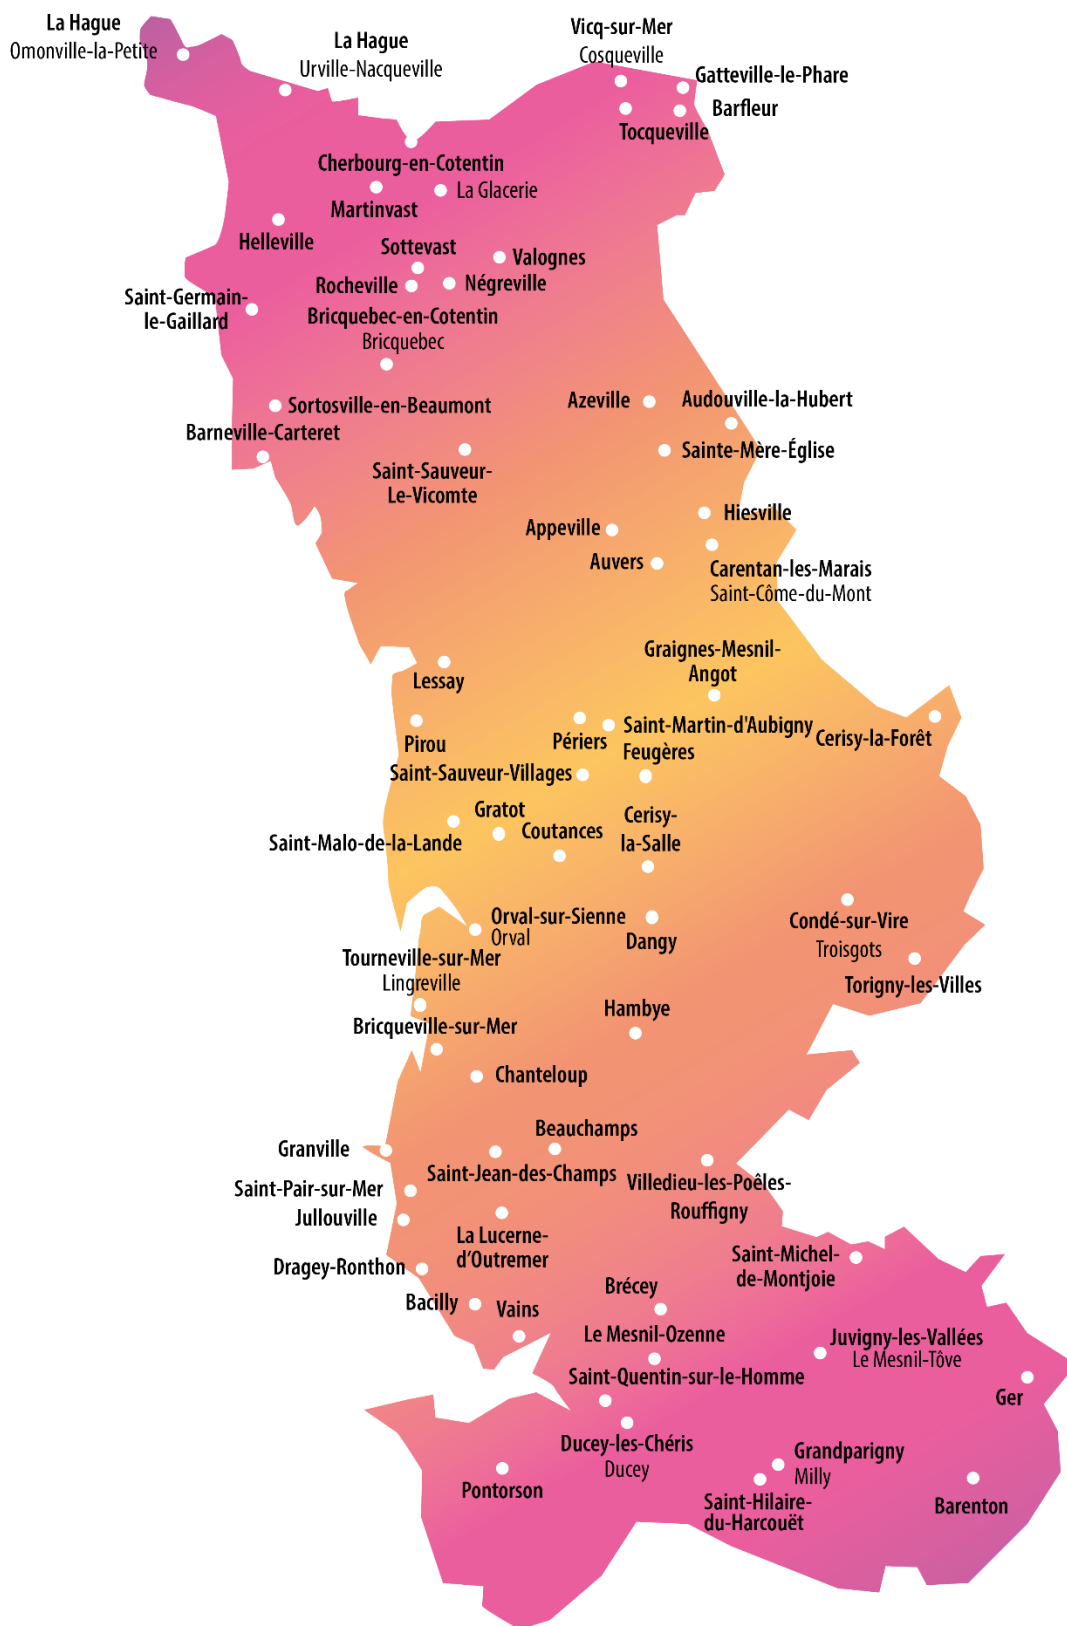 La Hague
Omonville-la-Petite
La Hague
Urville-Nacqueville
Vicq-sur-Mer
Cosqueville
Gatteville-le-Phare
Barfleur
Tocqueville
Cherbourg-en-Cotentin
La Glacerie
Martinvast
Helleville
Sottevast
Valognes
Rocheville
Négreville
Saint-Germain-
le-Gaillard
Bricquebec-en-Cotentin
Bricquebec
Sortosville-en-Beaumont
Azeville
Audouville-la-Hubert
Barneville-Carteret
Sainte-Mère-Église
Saint-Sauveur-
Le-Vicomte
Hiesville
Appeville
Auvers
Carentan-les-Marais
Saint-Côme-du-Mont
Graignes-Mesnil-
Angot
Lessay
Pirou
Périers
Saint-Martin-d'Aubigny
Feugères
Cerisy-la-Forêt
Saint-Sauveur-Villages
Gratot
Coutances
Cerisy-
la-Salle
Saint-Malo-de-la-Lande
Orval-sur-Sienne
Orval
Dangy
Condé-sur-Vire
Troisgots
Tourneville-sur-Mer
Lingreville
Torigny-les-Villes
Hambye
Bricqueville-sur-Mer
Chanteloup
Beauchamps
Granville
Saint-Jean-des-Champs
Villedieu-les-Poêles-
Rouffigny
Saint-Pair-sur-Mer
Jullouville
La Lucerne-
d'Outremer
Saint-Michel-
de-Montjoie
Dragey-Ronthon
Brécey
Bacilly
Vains
Le Mesnil-Ozenne
Juvigny-les-Vallées
Le Mesnil-Tôve
Saint-Quentin-sur-le-Homme
Ger
Ducey-les-Chéris
Ducey
Grandparigny
Milly
Pontorson
Saint-Hilaire-
du-Harcouët
Barenton